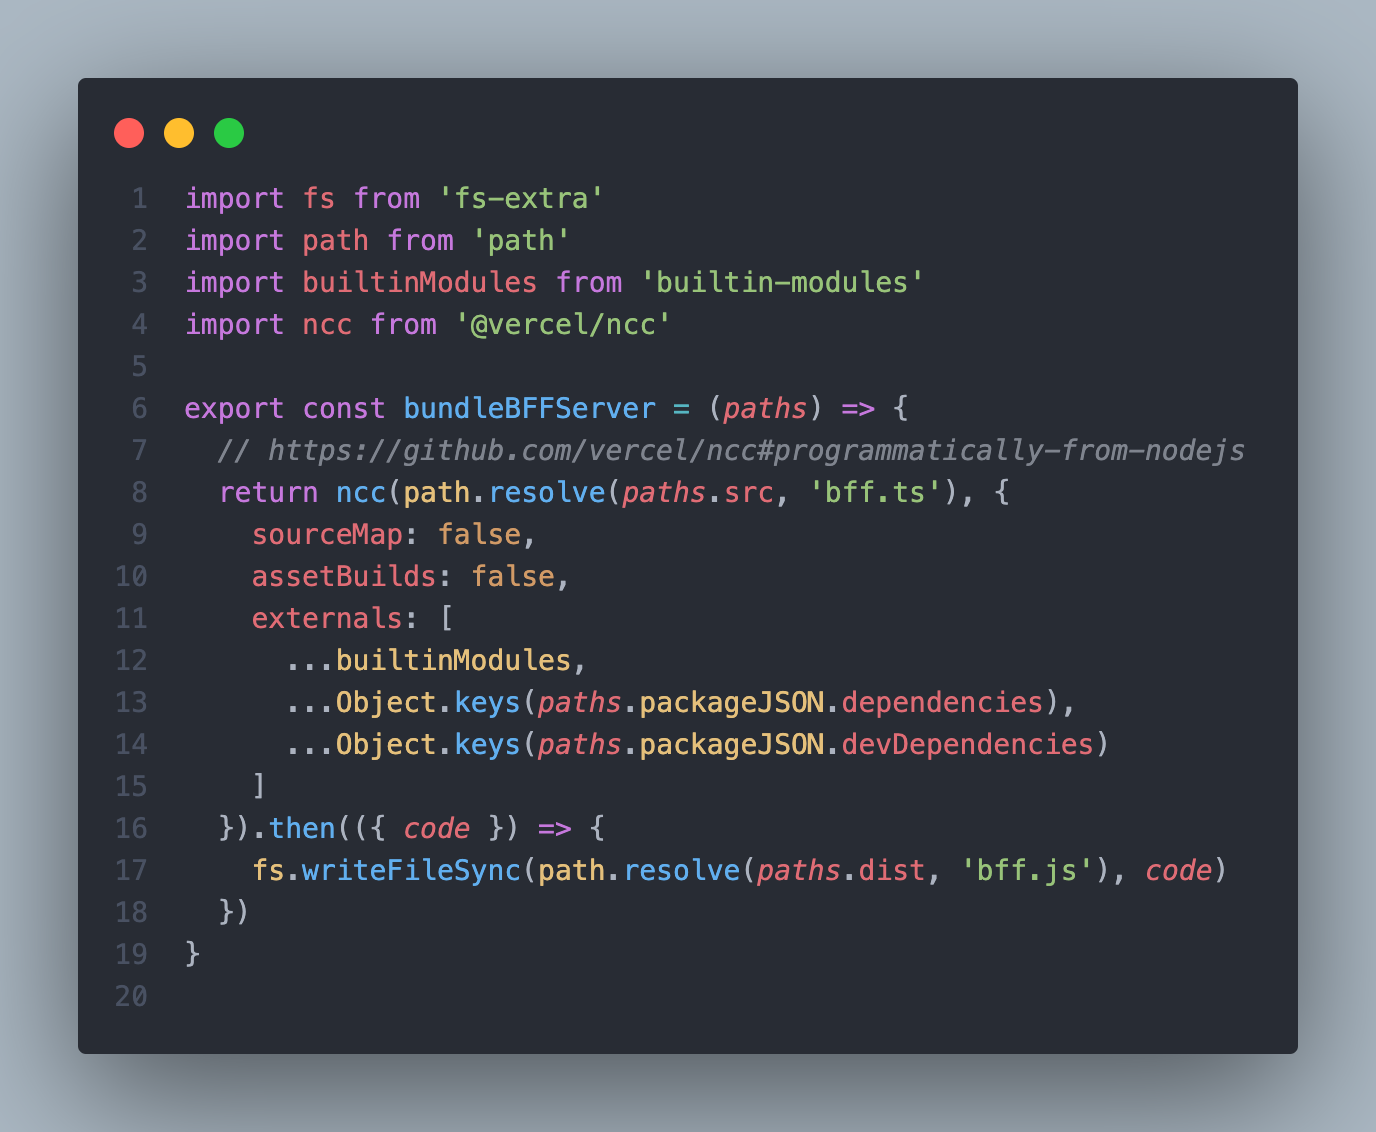 1 import fs from 'fs-extra'
2 import path from 'path'
3 import builtinModules from 'builtin-modules'
4 import ncc from '@vercel/ncc'
5
6 export const bundleBFFServer = (paths) => {
7   // https://github.com/vercel/ncc#programmatically-from-nodejs
8   return ncc(path.resolve(paths.src, 'bff.ts'), {
9     sourceMap: false,
10     assetBuilds: false,
11     externals: [
12       ...builtinModules,
13       ...Object.keys(paths.packageJSON.dependencies),
14       ...Object.keys(paths.packageJSON.devDependencies)
15     ]
16   }).then(({ code }) => {
17     fs.writeFileSync(path.resolve(paths.dist, 'bff.js'), code)
18   })
19 }
20